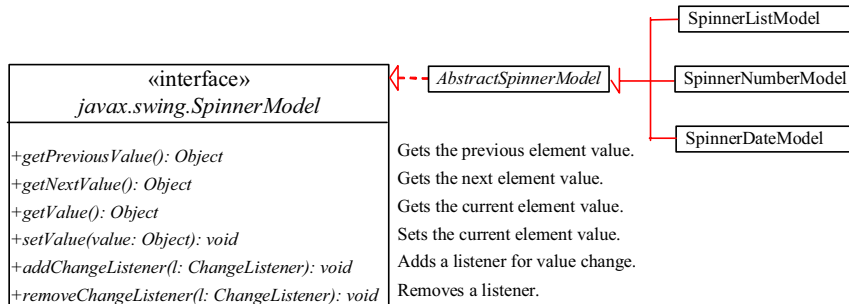 SpinnerListModel
«interface»
javax.swing.SpinnerModel
AbstractSpinnerModel
SpinnerNumberModel
SpinnerDateModel
+getPreviousValue(): Object Gets the previous element value.
+getNextValue(): Object Gets the next element value.
+getValue(): Object Gets the current element value.
+setValue(value: Object): void Sets the current element value.
+addChangeListener(l: ChangeListener): void Adds a listener for value change.
+removeChangeListener(l: ChangeListener): void Removes a listener.